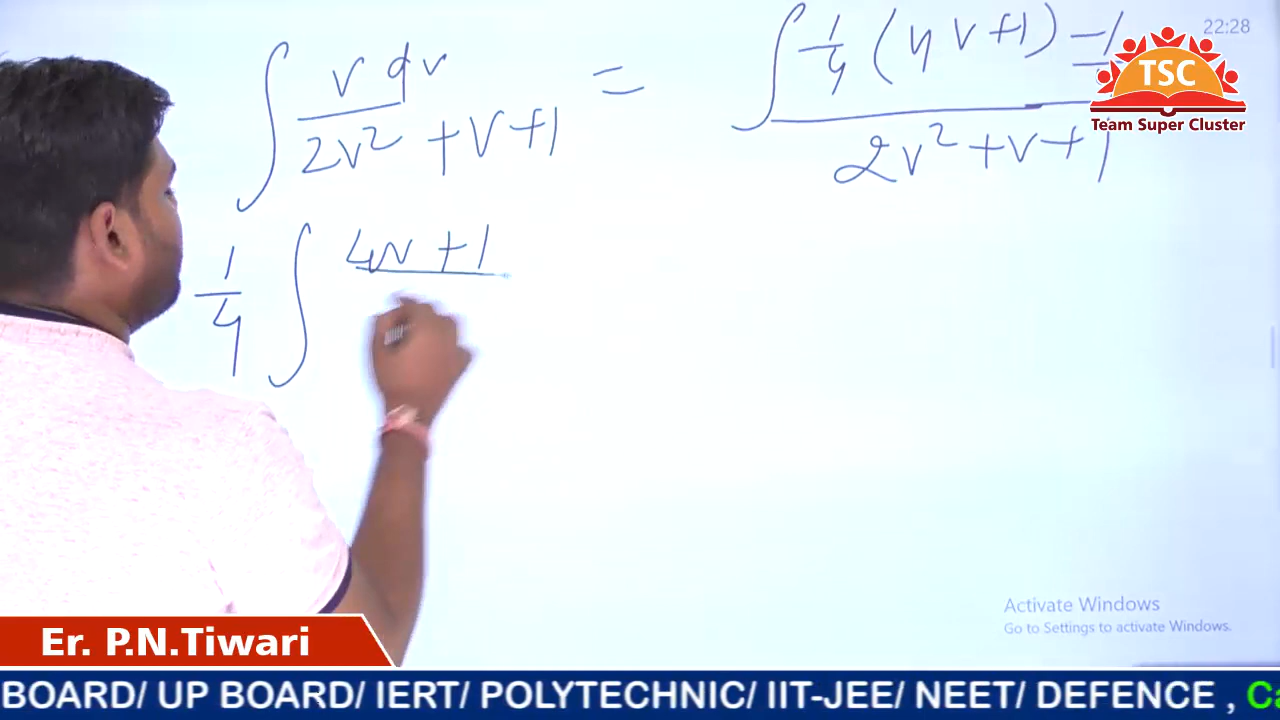 22:28
∫ v dv / 2v² + v + 1 = ∫ 1/4 (4v+1) - 1 / 2v² + v + 1
1/4 ∫ 4v + 1
TSC
Team Super Cluster
Activate Windows
Go to Settings to activate Windows.
Er. P.N.Tiwari
BOARD/ UP BOARD/ IERT/ POLYTECHNIC/ IIT-JEE/ NEET/ DEFENCE ,